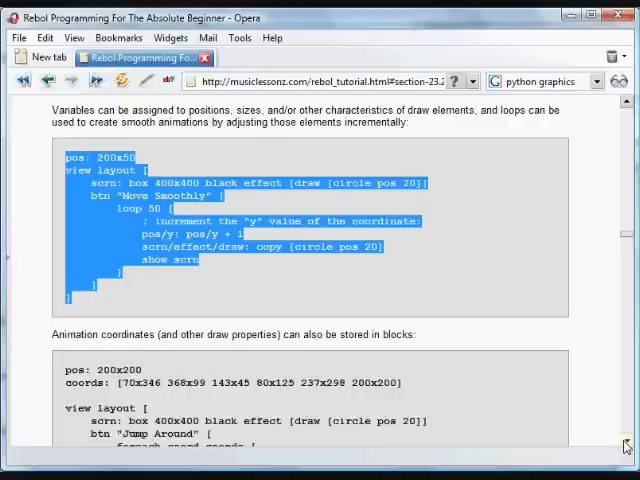 Rebol Programming For The Absolute Beginner - Opera
File Edit View Bookmarks Widgets Mail Tools Help
New tab Rebol Programming Fo...
http://musiclessonz.com/rebol_tutorial.html#section-23.2 ? python graphics
Variables can be assigned to positions, sizes, and/or other characteristics of draw elements, and loops can be
used to create smooth animations by adjusting those elements incrementally:
pos: 200x50
view layout [
scrn: box 400x400 black effect [draw [circle pos 20]]
btn "Move Smoothly" [
loop 50 [
; increment the "y" value of the coordinate:
pos/y: pos/y + 1
scrn/effect/draw: copy [circle pos 20]
show scrn
]
]
]
Animation coordinates (and other draw properties) can also be stored in blocks:
pos: 200x200
coords: [70x346 368x99 143x45 80x125 237x298 200x200]
view layout [
scrn: box 400x400 black effect [draw [circle pos 20]]
btn "Jump Around" [
foreach coord coords [